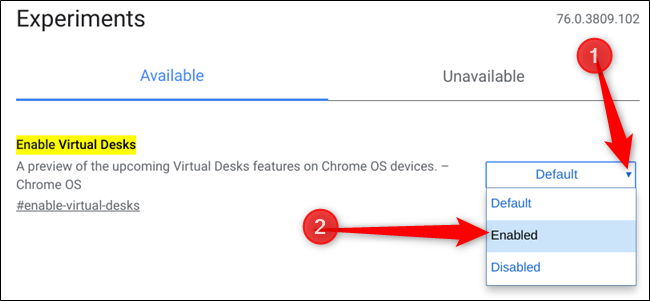 Experiments
76.0.3809.102
1
Available
Unavailable
Enable Virtual Desks
A preview of the upcoming Virtual Desks features on Chrome OS devices. –
Chrome OS
#enable-virtual-desks
Default
Default
2
Enabled
Disabled